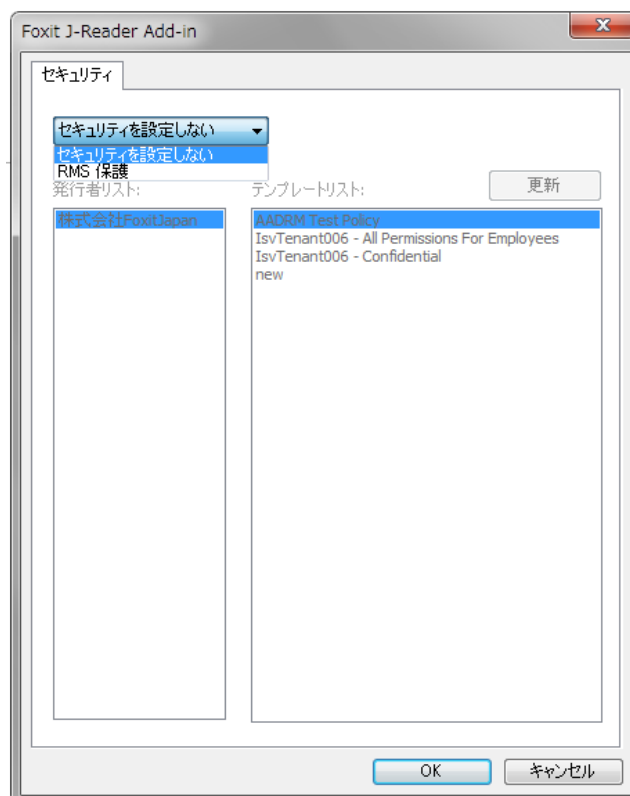 Foxit J-Reader Add-in
セキュリティ
セキュリティを設定しない
セキュリティを設定しない
RMS 保護
発行者リスト:
テンプレートリスト:
更新
株式会社FoxitJapan
AADRM Test Policy
IsvTenant006 - All Permissions For Employees
IsvTenant006 - Confidential
new
OK
キャンセル